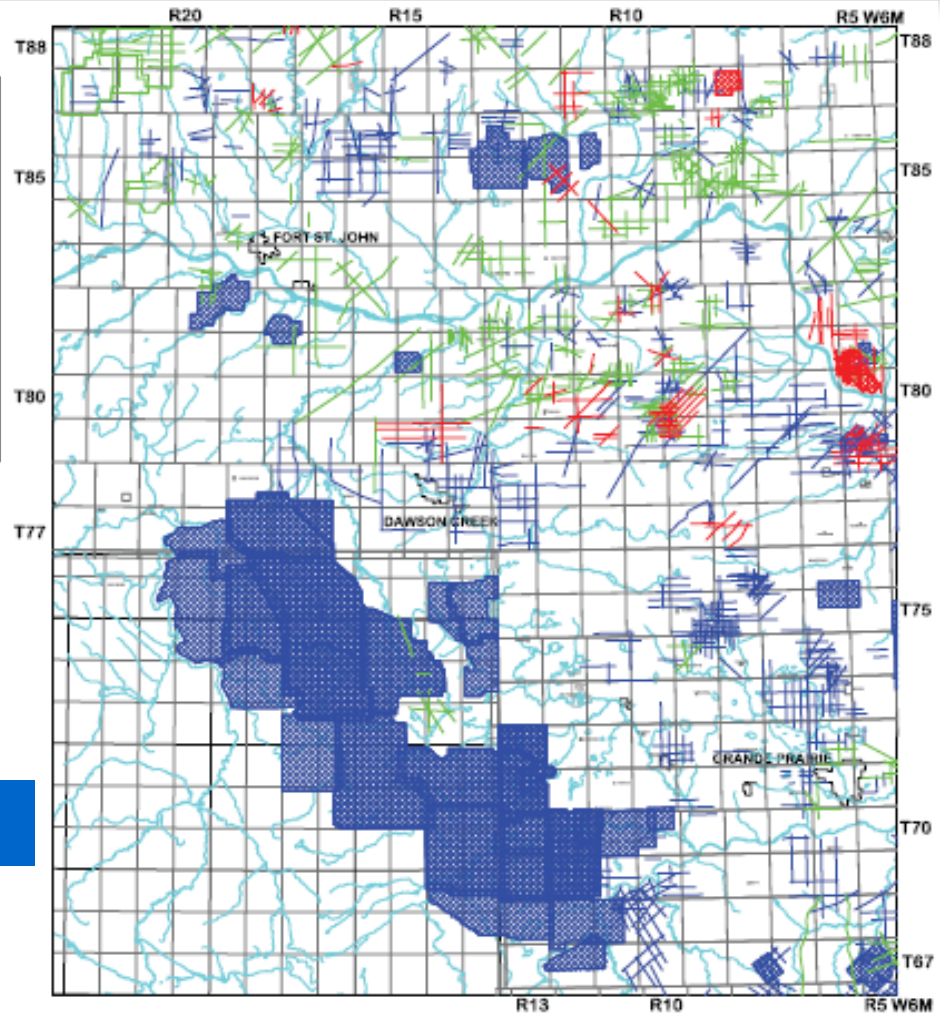 R20 R15 R10 R5 W6M
T88 T88
T85 T85
FORT ST. JOHN
T80 T80
DAWSON CREEK
T77
T75
GRANDE PRAIRIE
T70
T67
R13 R10 R5 W6M